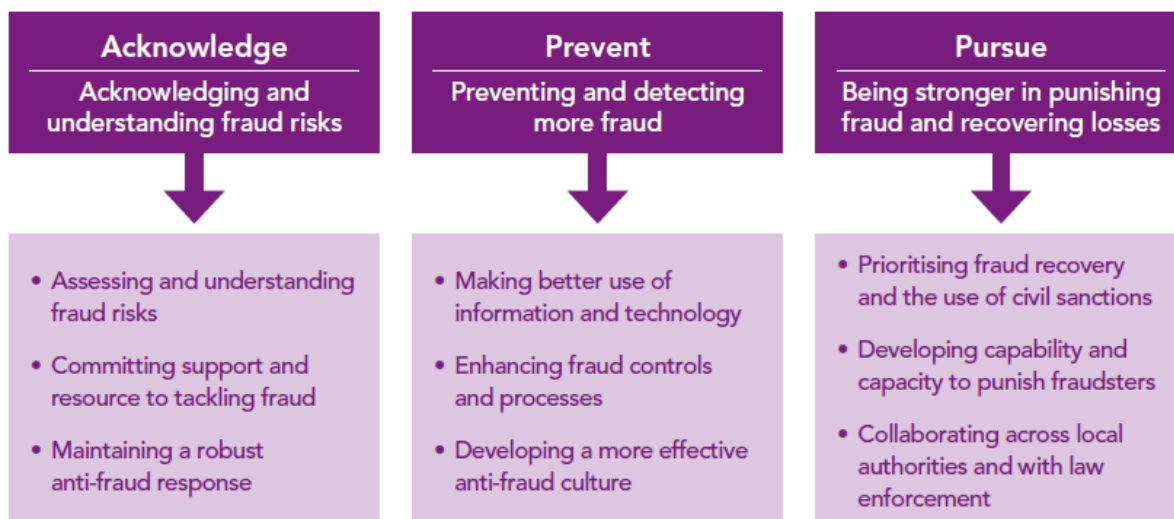 Acknowledge
Acknowledging and
understanding fraud risks
• Assessing and understanding
fraud risks
• Committing support and
resource to tackling fraud
• Maintaining a robust
anti-fraud response
Prevent
Preventing and detecting
more fraud
• Making better use of
information and technology
• Enhancing fraud controls
and processes
• Developing a more effective
anti-fraud culture
Pursue
Being stronger in punishing
fraud and recovering losses
• Prioritising fraud recovery
and the use of civil sanctions
• Developing capability and
capacity to punish fraudsters
• Collaborating across local
authorities and with law
enforcement